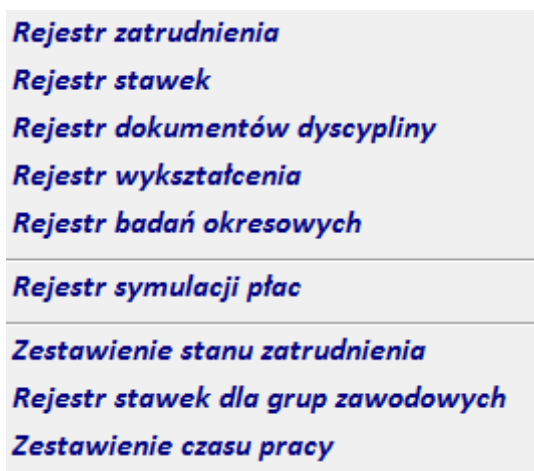 Rejestr zatrudnienia
Rejestr stawek
Rejestr dokumentów dyscypliny
Rejestr wykształcenia
Rejestr badań okresowych
Rejestr symulacji płac
Zestawienie stanu zatrudnienia
Rejestr stawek dla grup zawodowych
Zestawienie czasu pracy